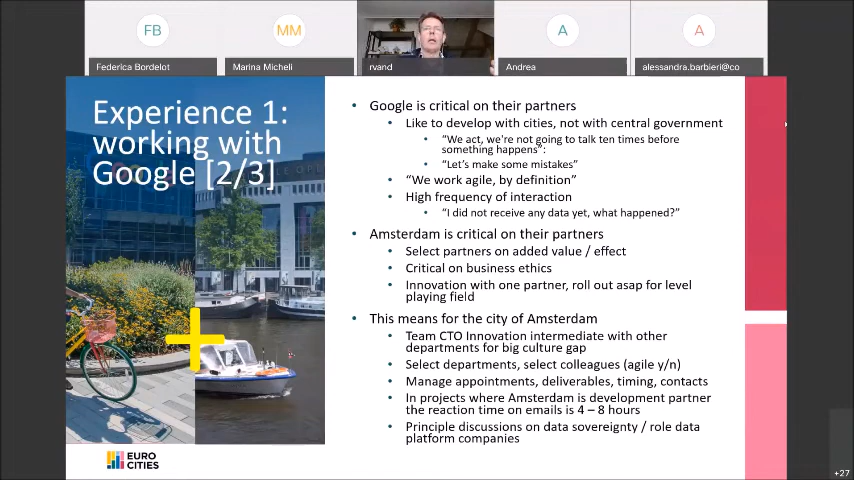 FB
MM
A
A
Federica Bordelot
Marina Micheli
rvand
Andrea
alessandra.barbieri@co
Experience 1:
working with
Google [2/3]
• Google is critical on their partners
• Like to develop with cities, not with central government
• “We act, we're not going to talk ten times before
something happens”:
• “Let’s make some mistakes”
• “We work agile, by definition”
• High frequency of interaction
• “I did not receive any data yet, what happened?”
• Amsterdam is critical on their partners
• Select partners on added value / effect
• Critical on business ethics
• Innovation with one partner, roll out asap for level
playing field
• This means for the city of Amsterdam
• Team CTO Innovation intermediate with other
departments for big culture gap
• Select departments, select colleagues (agile y/n)
• Manage appointments, deliverables, timing, contacts
• In projects where Amsterdam is development partner
the reaction time on emails is 4 – 8 hours
• Principle discussions on data sovereignty / role data
platform companies
EURO
CITIES
+27